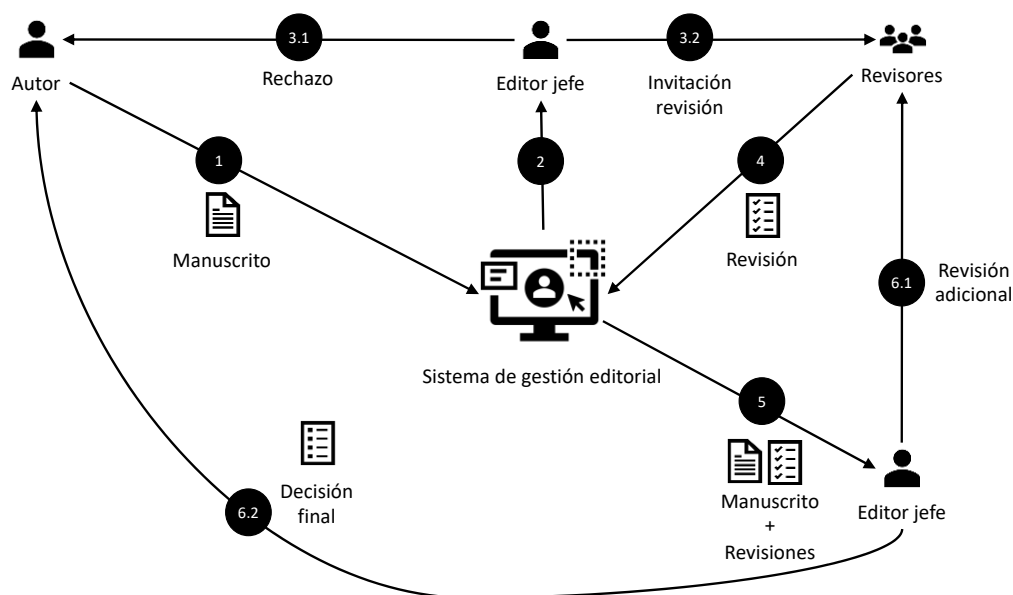 3.1
3.2
Rechazo
Autor
Editor jefe
Invitación
revisión
Revisores
1
2
4
Manuscrito
Revisión
6.1
Revisión
adicional
Sistema de gestión editorial
5
Decisión
final
6.2
Manuscrito
+
Revisiones
Editor jefe